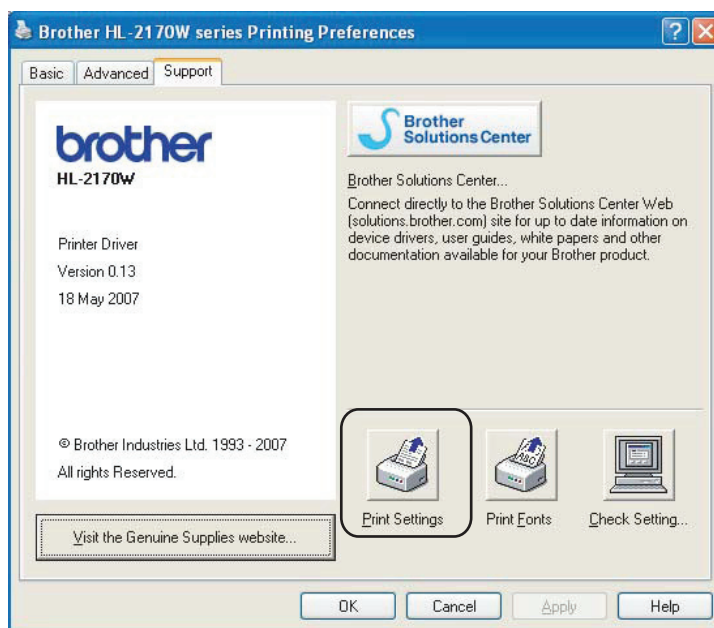 Brother HL-2170W series Printing Preferences
Basic
Advanced
Support
brother
HL-2170W
Printer Driver
Version 0.13
18 May 2007
© Brother Industries Ltd. 1993 - 2007
All rights Reserved.
Visit the Genuine Supplies website...
Brother
Solutions Center
Brother Solutions Center...
Connect directly to the Brother Solutions Center Web
(solutions.brother.com) site for up to date information on
device drivers, user guides, white papers and other
documentation available for your Brother product.
Print Settings
ABC
Print Fonts
Check Setting...
OK
Cancel
Apply
Help